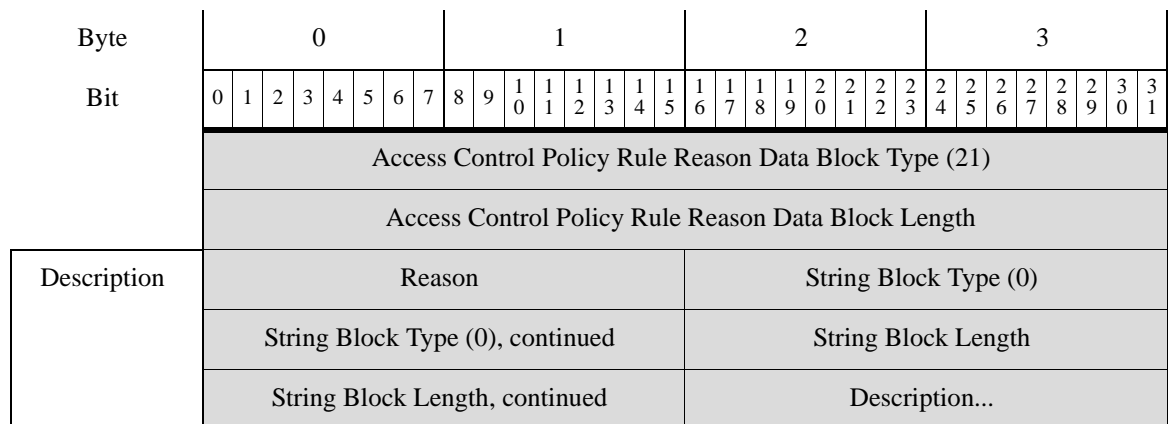 Byte 0 1 2 3
Bit 0 1 2 3 4 5 6 7 8 9 10 11 12 13 14 15 16 17 18 19 20 21 22 23 24 25 26 27 28 29 30 31
Access Control Policy Rule Reason Data Block Type (21)
Access Control Policy Rule Reason Data Block Length
Description Reason String Block Type (0)
String Block Type (0), continued String Block Length
String Block Length, continued Description...